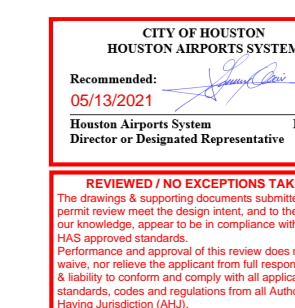 CITY OF HOUSTON
HOUSTON AIRPORTS SYSTEM
Recommended:
05/13/2021
Houston Airports System
Director or Designated Representative
REVIEWED / NO EXCEPTIONS TAK
The drawings & supporting documents submitte
permit review meet the design intent, and to the
our knowledge, appear to be in compliance with
HAS approved standards.
Performance and approval of this review does
waive, nor relieve the applicant from full respon
& liability to conform and comply with all applica
standards, codes and regulations from all Autho
Having Jurisdiction (AHJ).